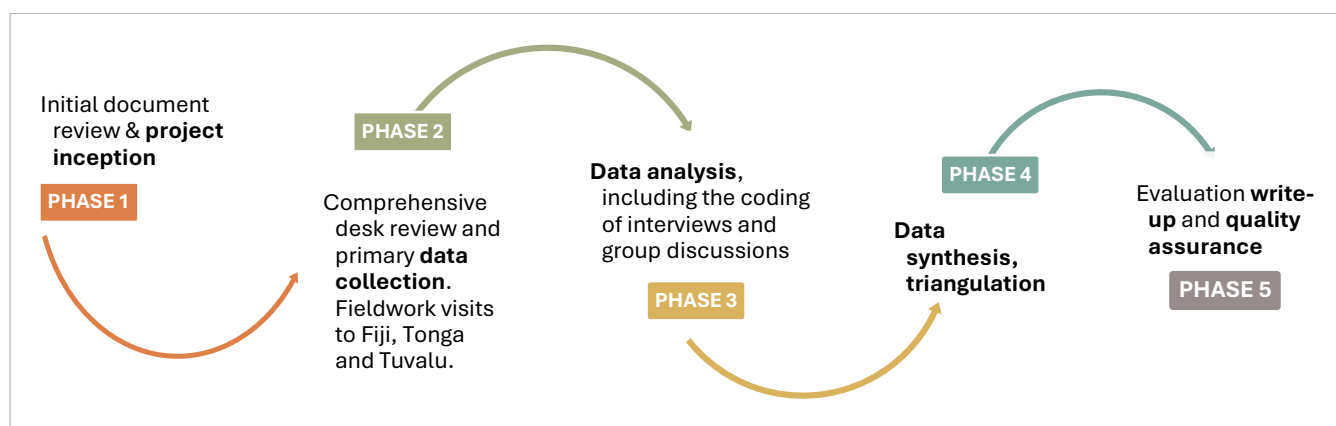 Initial document
review & project
inception
PHASE 1
PHASE 2
Comprehensive
desk review and
primary data
collection.
Fieldwork visits
to Fiji, Tonga
and Tuvalu.
Data analysis,
including the coding
of interviews and
group discussions
PHASE 3
PHASE 4
Data
synthesis,
triangulation
Evaluation write-
up and quality
assurance
PHASE 5